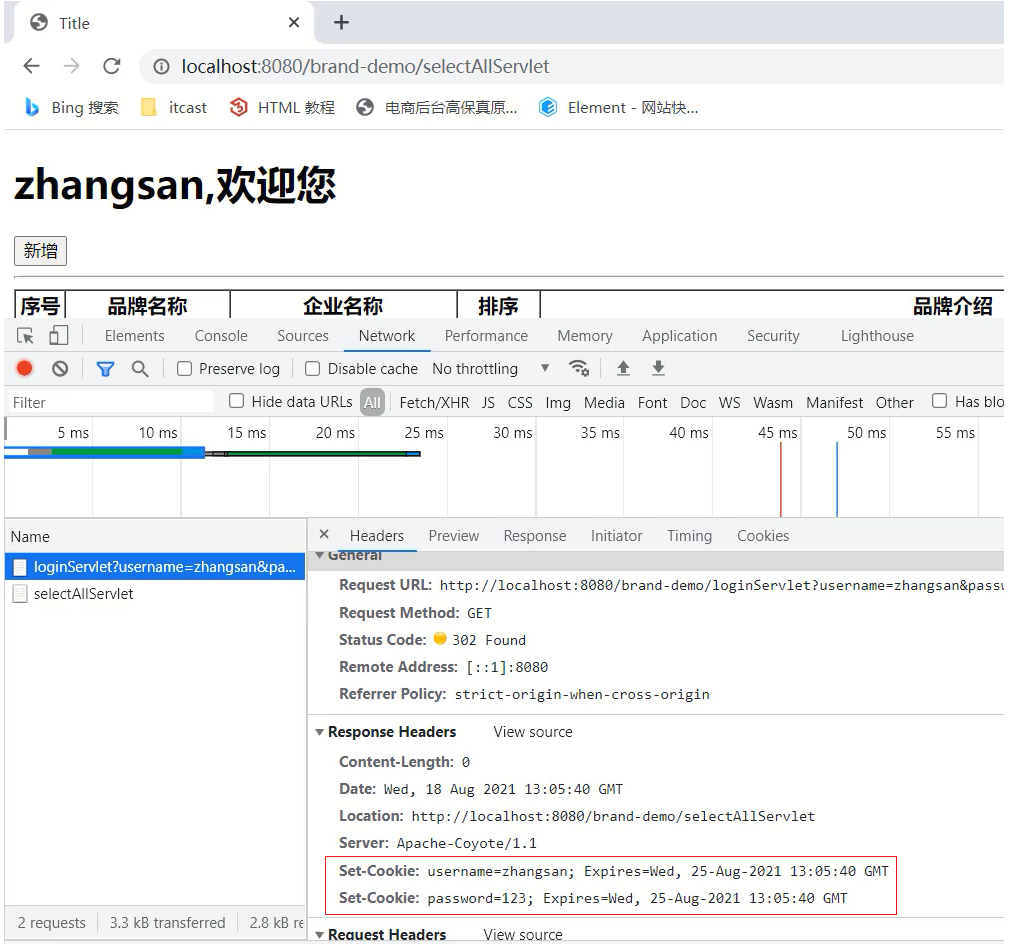 Title
localhost:8080/brand-demo/selectAllServlet
Bing 搜索 itcast HTML 教程 电商后台高保真原... Element - 网站快...
zhangsan,欢迎您
新增
序号 品牌名称 企业名称 排序 品牌介绍
Elements Console Sources Network Performance Memory Application Security Lighthouse
Preserve log Disable cache No throttling
Filter Hide data URLs All Fetch/XHR JS CSS Img Media Font Doc WS Wasm Manifest Other Has blo
5 ms 10 ms 15 ms 20 ms 25 ms 30 ms 35 ms 40 ms 45 ms 50 ms 55 ms
Name
loginServlet?username=zhangsan&pa...
selectAllServlet
Headers Preview Response Initiator Timing Cookies
General
Request URL: http://localhost:8080/brand-demo/loginServlet?username=zhangsan&passw
Request Method: GET
Status Code: 302 Found
Remote Address: [::1]:8080
Referrer Policy: strict-origin-when-cross-origin
Response Headers View source
Content-Length: 0
Date: Wed, 18 Aug 2021 13:05:40 GMT
Location: http://localhost:8080/brand-demo/selectAllServlet
Server: Apache-Coyote/1.1
Set-Cookie: username=zhangsan; Expires=Wed, 25-Aug-2021 13:05:40 GMT
Set-Cookie: password=123; Expires=Wed, 25-Aug-2021 13:05:40 GMT
Request Headers View source
2 requests 3.3 kB transferred 2.8 kB re